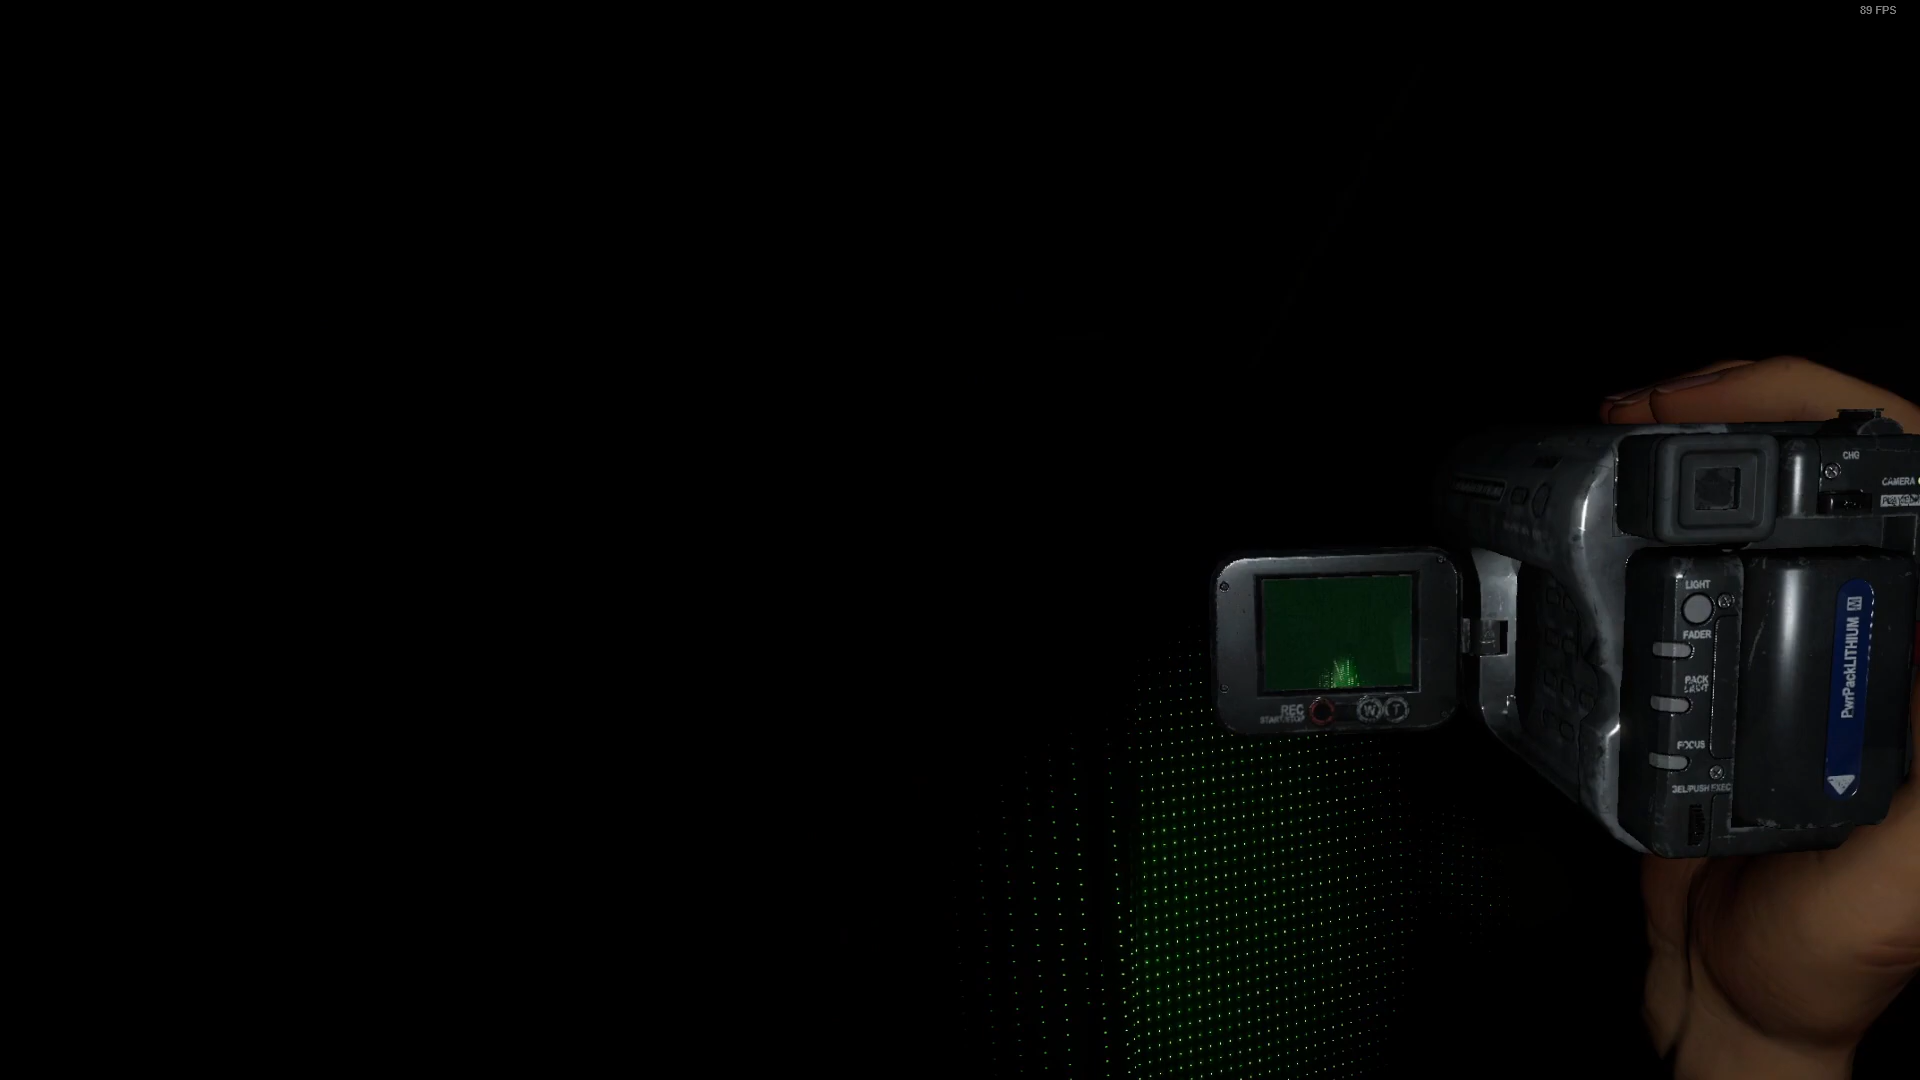 89 FPS
CHG
CAMERA
LIGHT
FADER
BACK
LIGHT
FOCUS
SEL/PUSH EXEC
PwrPackLITHIUM M
REC
START/STOP
W T